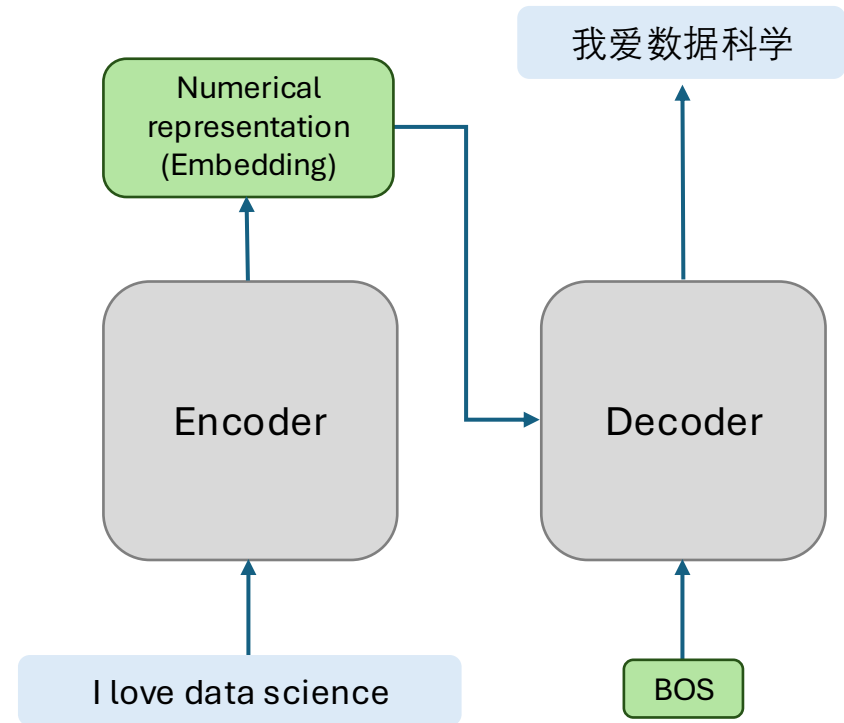 我爱数据科学
Numerical
representation
(Embedding)
Encoder
Decoder
I love data science
BOS